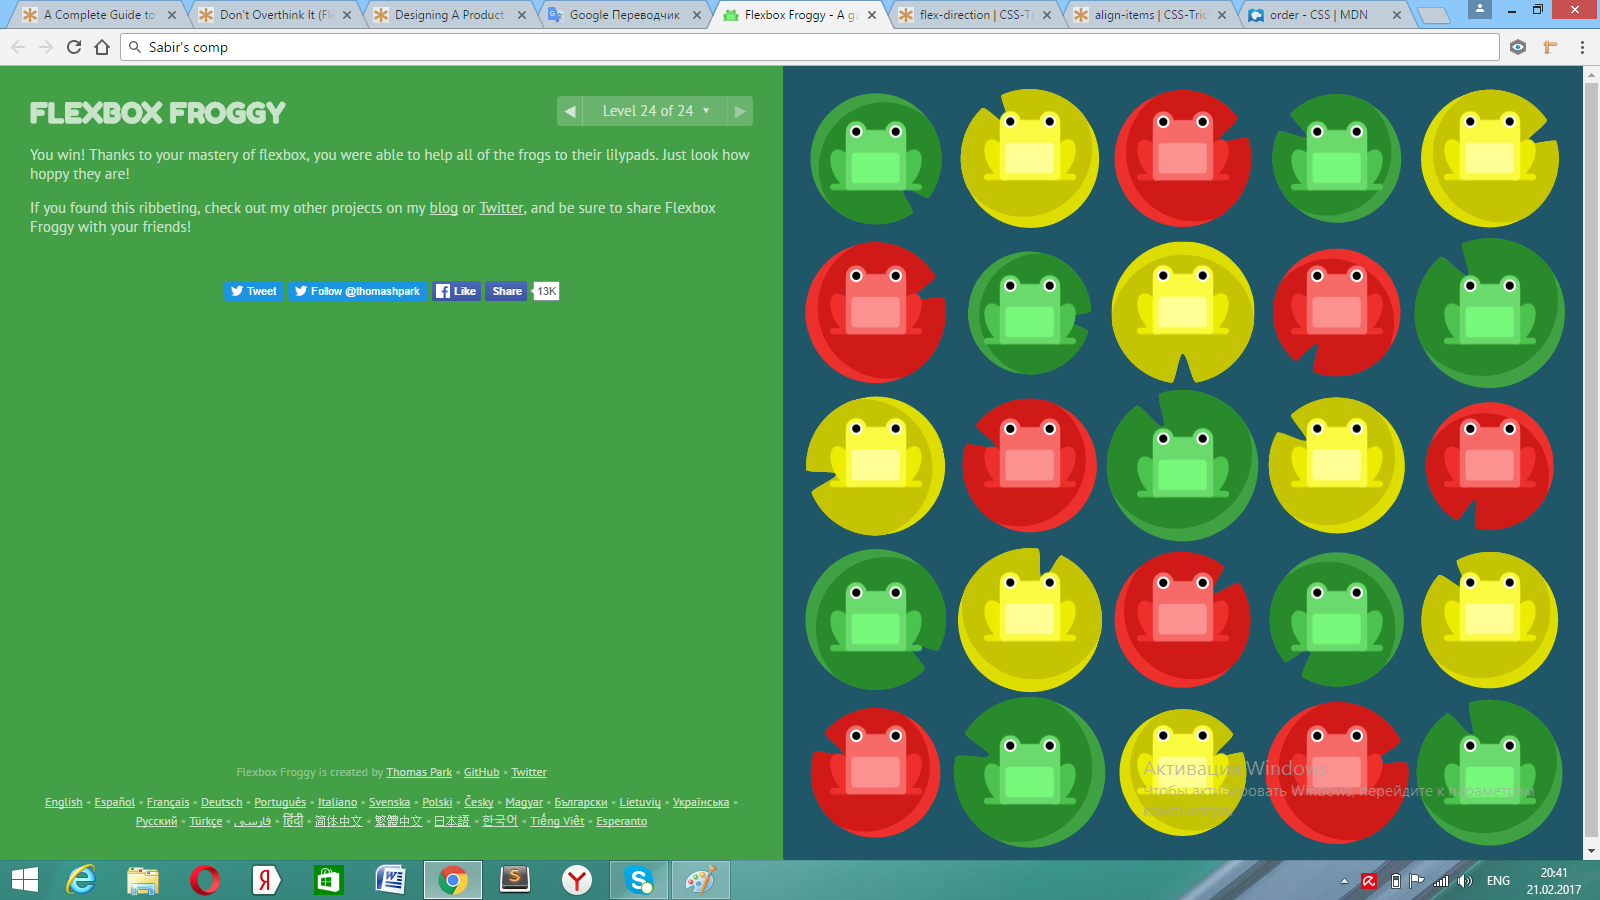 A Complete Guide to
Don't Overthink It (Fle
Designing A Product
Google Переводчик
Flexbox Froggy - A ga
flex-direction | CSS-Tri
align-items | CSS-Tric
order - CSS | MDN
Sabir's comp
FLEXBOX FROGGY
Level 24 of 24
You win! Thanks to your mastery of flexbox, you were able to help all of the frogs to their lilypads. Just look how
hoppy they are!
If you found this ribbeting, check out my other projects on my blog or Twitter, and be sure to share Flexbox
Froggy with your friends!
Tweet
Follow @thomashpark
Like
Share
13K
Flexbox Froggy is created by Thomas Park • GitHub • Twitter
English • Español • Français • Deutsch • Português • Italiano • Svenska • Polski • Česky • Magyar • Български • Lietuvių • Українська •
Русский • Türkçe • فارسی • हिंदी • 简体中文 • 繁體中文 • 日本語 • 한국어 • Tiếng Việt • Esperanto
Активация Windows
Чтобы активировать Windows, перейдите к параметрам
компьютера.
ENG
20:41
21.02.2017